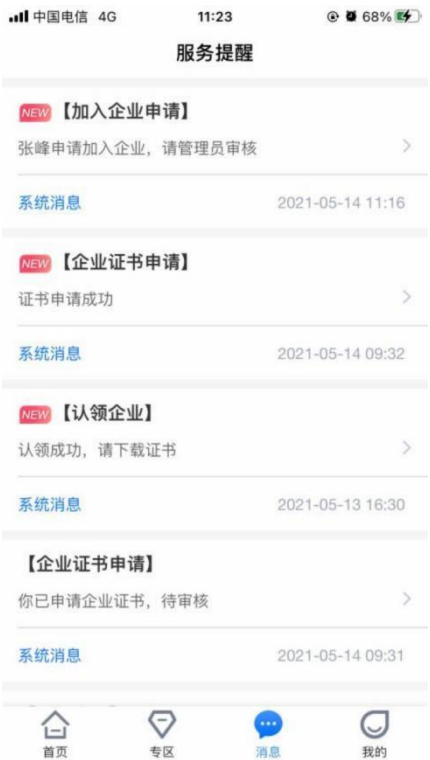 中国电信 4G 11:23 68%
服务提醒
NEW 【加入企业申请】
张峰申请加入企业，请管理员审核
系统消息 2021-05-14 11:16
NEW 【企业证书申请】
证书申请成功
系统消息 2021-05-14 09:32
NEW 【认领企业】
认领成功，请下载证书
系统消息 2021-05-13 16:30
【企业证书申请】
你已申请企业证书，待审核
系统消息 2021-05-14 09:31
首页 专区 消息 我的